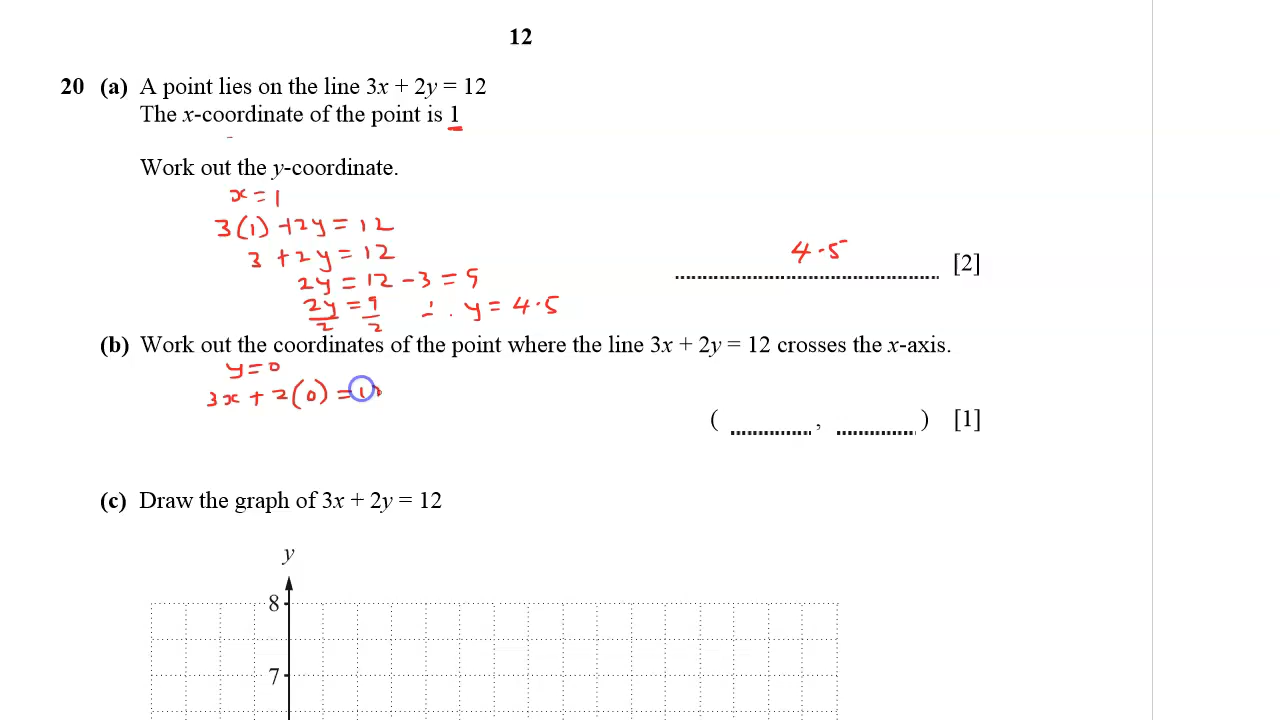 12
20 (a) A point lies on the line 3x + 2y = 12
The x-coordinate of the point is 1
Work out the y-coordinate.
x = 1
3(1) + 2y = 12
3 + 2y = 12
2y = 12 - 3 = 9
2y/2 = 9/2 ∴ y = 4.5
4.5 [2]
(b) Work out the coordinates of the point where the line 3x + 2y = 12 crosses the x-axis.
y = 0
3x + 2(0) =
( .............. , .............. ) [1]
(c) Draw the graph of 3x + 2y = 12
y
8
7